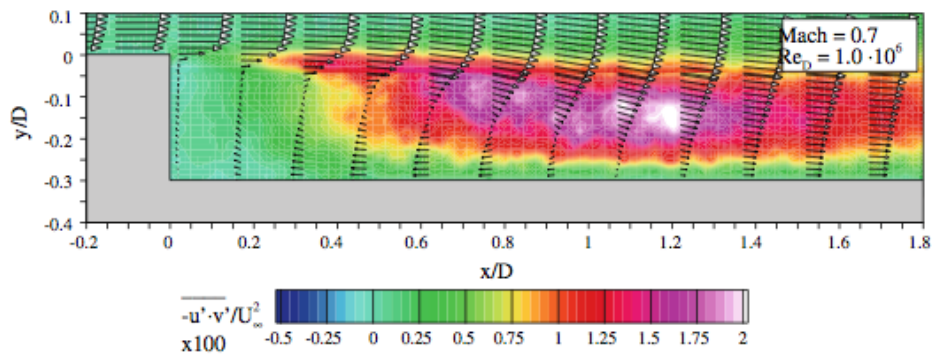 0.1
0
-0.1
-0.2
-0.3
-0.4
y/D
Mach = 0.7
Re_D = 1.0 ·10^6
-0.2 0 0.2 0.4 0.6 0.8 1 1.2 1.4 1.6 1.8
x/D
-u'·v'/U∞^2
x100
-0.5 -0.25 0 0.25 0.5 0.75 1 1.25 1.5 1.75 2